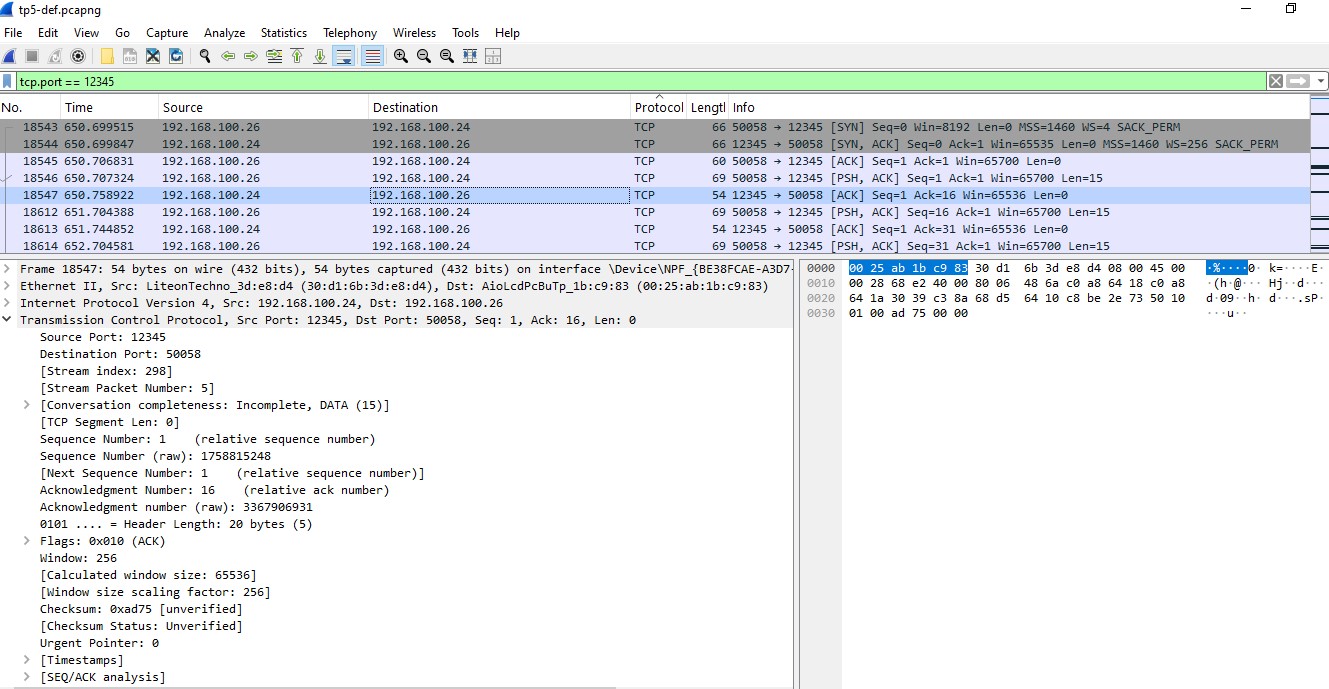 tp5-def.pcapng
File Edit View Go Capture Analyze Statistics Telephony Wireless Tools Help
tcp.port == 12345
No. Time Source Destination Protocol Lengtl Info
18543 650.699515 192.168.100.26 192.168.100.24 TCP 66 50058 → 12345 [SYN] Seq=0 Win=8192 Len=0 MSS=1460 WS=4 SACK_PERM
18544 650.699847 192.168.100.24 192.168.100.26 TCP 66 12345 → 50058 [SYN, ACK] Seq=0 Ack=1 Win=65535 Len=0 MSS=1460 WS=256 SACK_PERM
18545 650.706831 192.168.100.26 192.168.100.24 TCP 60 50058 → 12345 [ACK] Seq=1 Ack=1 Win=65700 Len=0
18546 650.707324 192.168.100.26 192.168.100.24 TCP 69 50058 → 12345 [PSH, ACK] Seq=1 Ack=1 Win=65700 Len=15
18547 650.758922 192.168.100.24 192.168.100.26 TCP 54 12345 → 50058 [ACK] Seq=1 Ack=16 Win=65536 Len=0
18612 651.704388 192.168.100.26 192.168.100.24 TCP 69 50058 → 12345 [PSH, ACK] Seq=16 Ack=1 Win=65700 Len=15
18613 651.744852 192.168.100.24 192.168.100.26 TCP 54 12345 → 50058 [ACK] Seq=1 Ack=31 Win=65536 Len=0
18614 652.704581 192.168.100.26 192.168.100.24 TCP 69 50058 → 12345 [PSH, ACK] Seq=31 Ack=1 Win=65700 Len=15
Frame 18547: 54 bytes on wire (432 bits), 54 bytes captured (432 bits) on interface \Device\NPF_{BE38FCAE-A3D7-
Ethernet II, Src: LiteonTechno_3d:e8:d4 (30:d1:6b:3d:e8:d4), Dst: AioLcdPcBuTp_1b:c9:83 (00:25:ab:1b:c9:83)
Internet Protocol Version 4, Src: 192.168.100.24, Dst: 192.168.100.26
Transmission Control Protocol, Src Port: 12345, Dst Port: 50058, Seq: 1, Ack: 16, Len: 0
Source Port: 12345
Destination Port: 50058
[Stream index: 298]
[Stream Packet Number: 5]
[Conversation completeness: Incomplete, DATA (15)]
[TCP Segment Len: 0]
Sequence Number: 1 (relative sequence number)
Sequence Number (raw): 1758815248
[Next Sequence Number: 1 (relative sequence number)]
Acknowledgment Number: 16 (relative ack number)
Acknowledgment number (raw): 3367906931
0101 .... = Header Length: 20 bytes (5)
Flags: 0x010 (ACK)
Window: 256
[Calculated window size: 65536]
[Window size scaling factor: 256]
Checksum: 0xad75 [unverified]
[Checksum Status: Unverified]
Urgent Pointer: 0
[Timestamps]
[SEQ/ACK analysis]
0000 00 25 ab 1b c9 83 30 d1 6b 3d e8 d4 08 00 45 00 ·%····0· k=····E·
0010 00 28 68 e2 40 00 80 06 48 6a c0 a8 64 18 c0 a8 ·(h·@··· Hj··d···
0020 64 1a 30 39 c3 8a 68 d5 64 10 c8 be 2e 73 50 10 d·09··h· d···.sP·
0030 01 00 ad 75 00 00 ···u··